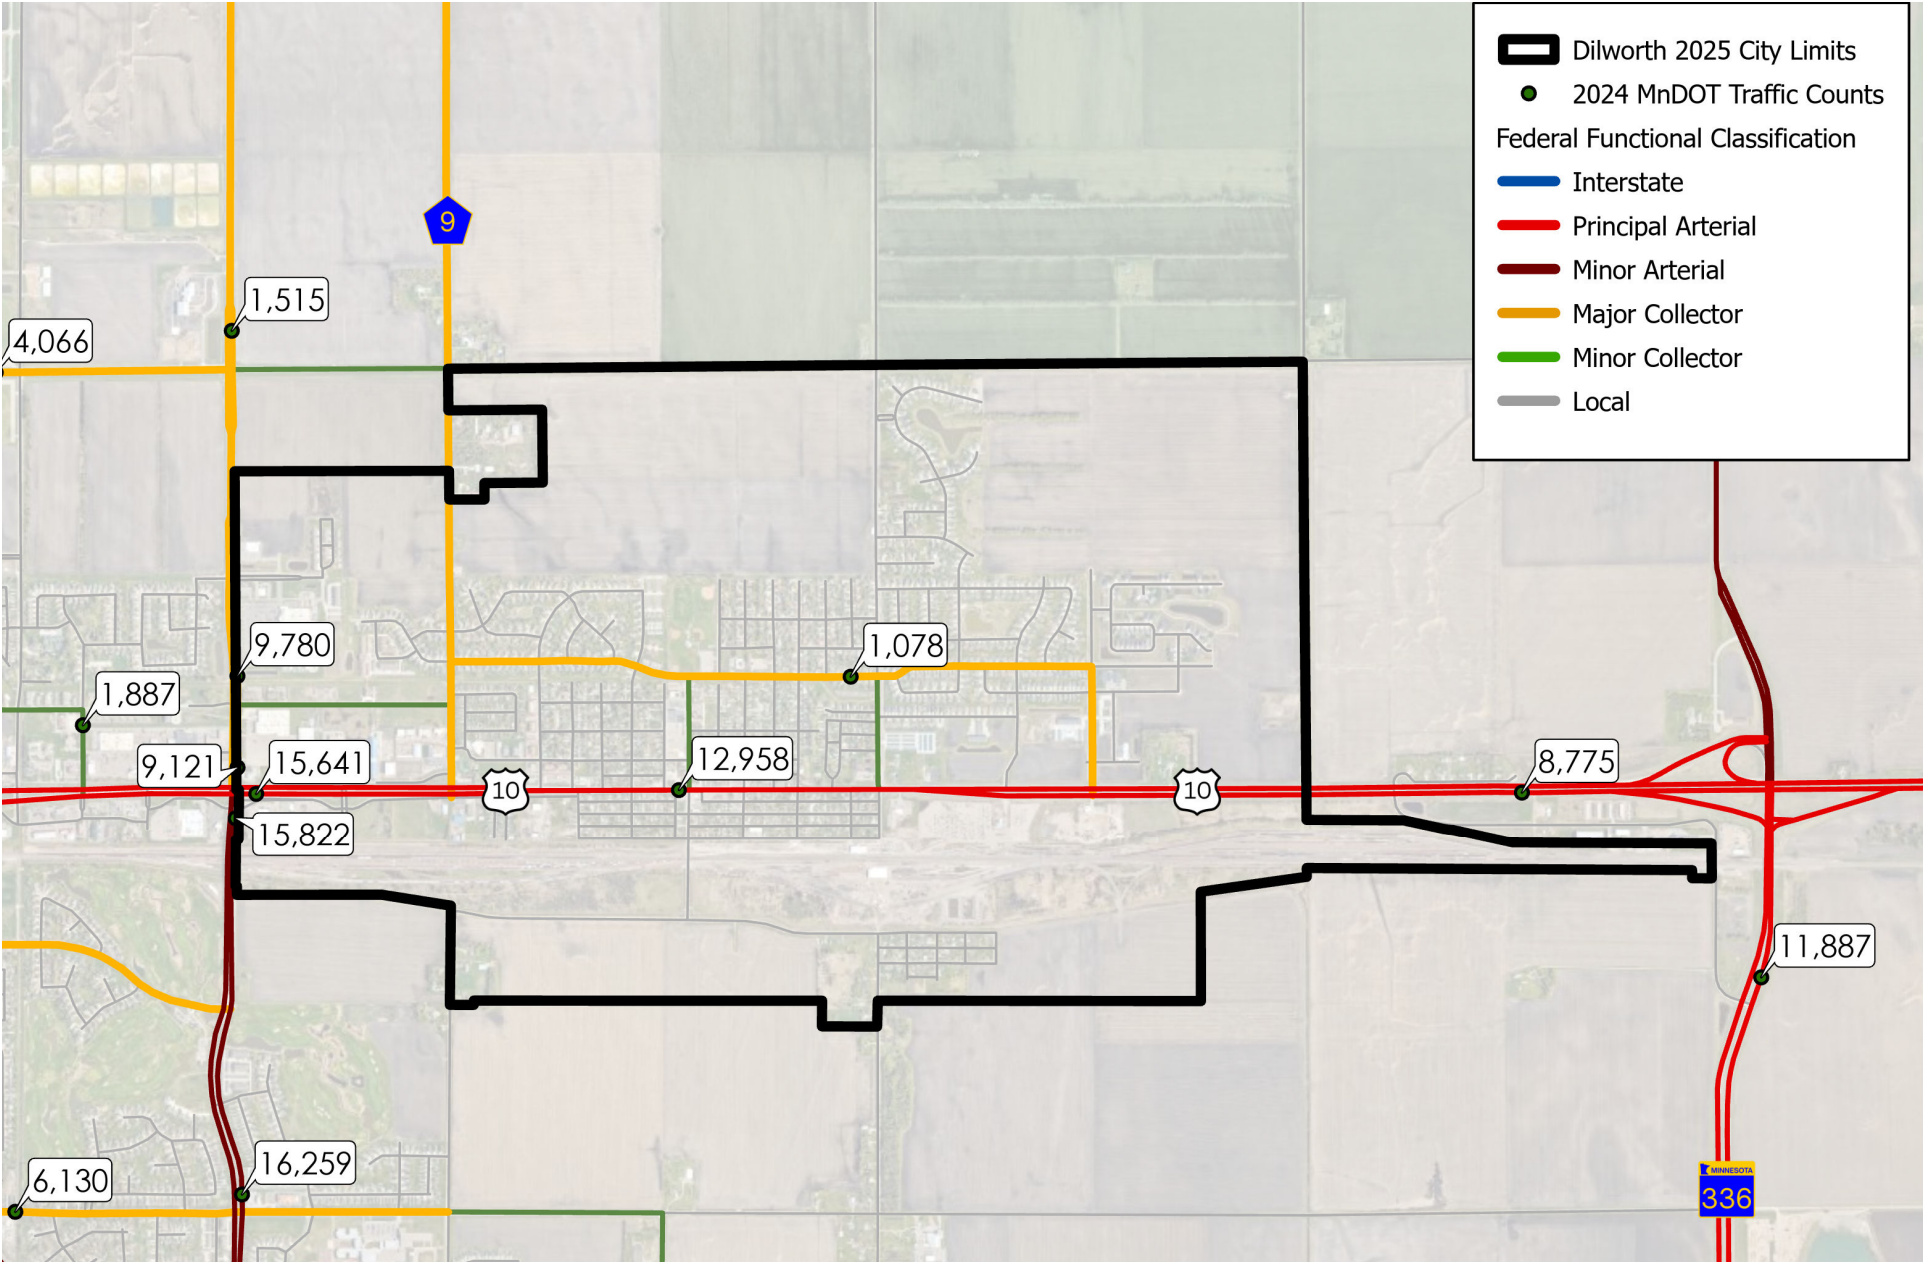 Dilworth 2025 City Limits
2024 MnDOT Traffic Counts
Federal Functional Classification
Interstate
Principal Arterial
Minor Arterial
Major Collector
Minor Collector
Local
9
1,515
4,066
9,780
1,078
1,887
9,121
15,641
12,958
8,775
10
10
15,822
11,887
16,259
6,130
MINNESOTA
336